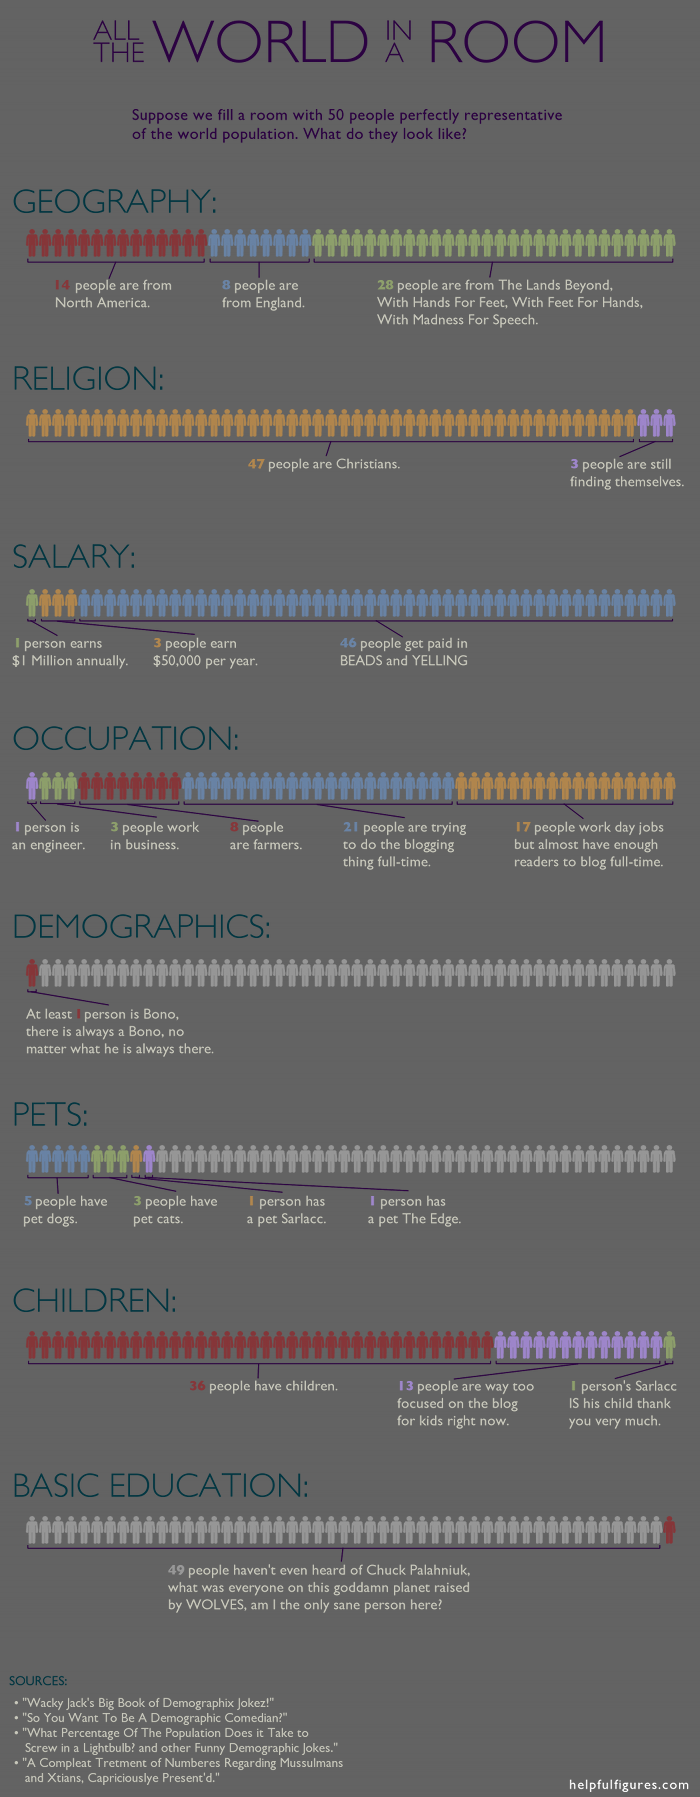 ALL THE WORLD IN A ROOM
Suppose we fill a room with 50 people perfectly representative
of the world population. What do they look like?
GEOGRAPHY:
14 people are from
North America.
8 people are
from England.
28 people are from The Lands Beyond,
With Hands For Feet, With Feet For Hands,
With Madness For Speech.
RELIGION:
47 people are Christians.
3 people are still
finding themselves.
SALARY:
1 person earns
$1 Million annually.
3 people earn
$50,000 per year.
46 people get paid in
BEADS and YELLING
OCCUPATION:
1 person is
an engineer.
3 people work
in business.
8 people
are farmers.
21 people are trying
to do the blogging
thing full-time.
17 people work day jobs
but almost have enough
readers to blog full-time.
DEMOGRAPHICS:
At least 1 person is Bono,
there is always a Bono, no
matter what he is always there.
PETS:
5 people have
pet dogs.
3 people have
pet cats.
1 person has
a pet Sarlacc.
1 person has
a pet The Edge.
CHILDREN:
36 people have children.
13 people are way too
focused on the blog
for kids right now.
1 person's Sarlacc
IS his child thank
you very much.
BASIC EDUCATION:
49 people haven't even heard of Chuck Palahniuk,
what was everyone on this goddamn planet raised
by WOLVES, am I the only sane person here?
SOURCES:
• "Wacky Jack's Big Book of Demographix Jokez!"
• "So You Want To Be A Demographic Comedian?"
• "What Percentage Of The Population Does it Take to
Screw in a Lightbulb? and other Funny Demographic Jokes."
• "A Compleat Tretment of Numberes Regarding Mussulmans
and Xtians, Capriciouslye Present'd."
helpfulfigures.com